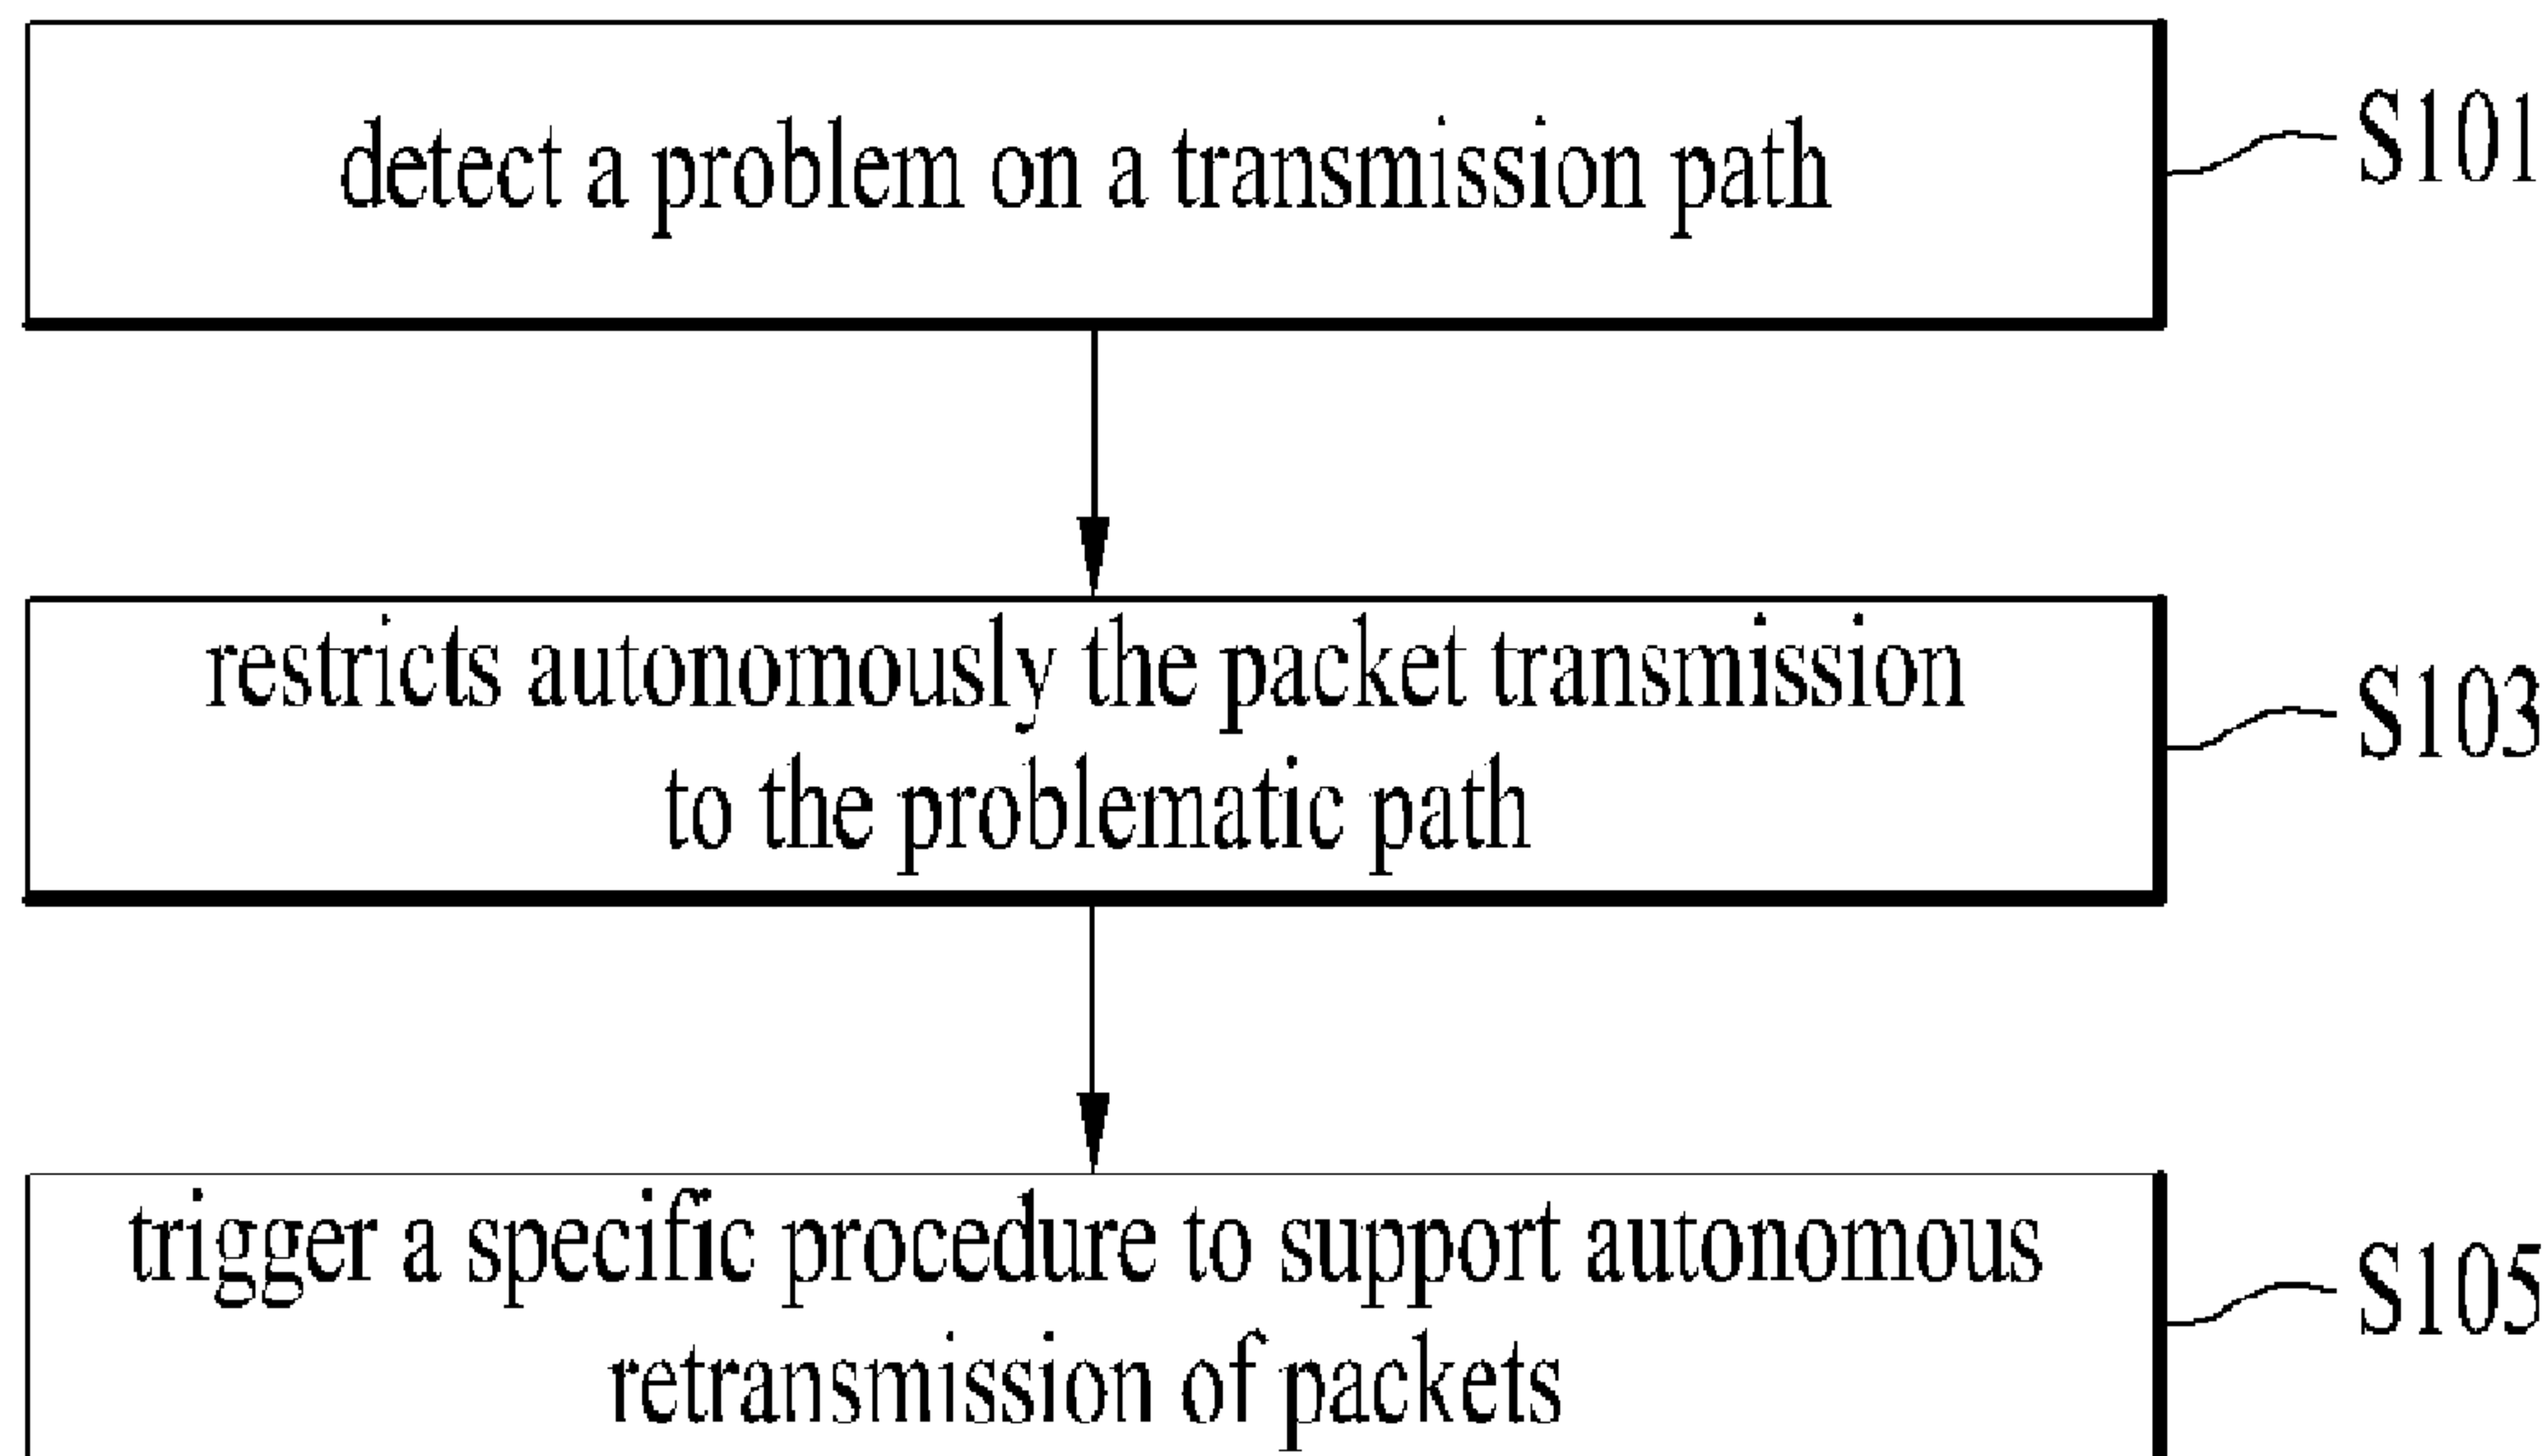 detect a problem on a transmission path
S101
restricts autonomously the packet transmission
to the problematic path
S103
trigger a specific procedure to support autonomous
retransmission of packets
S105